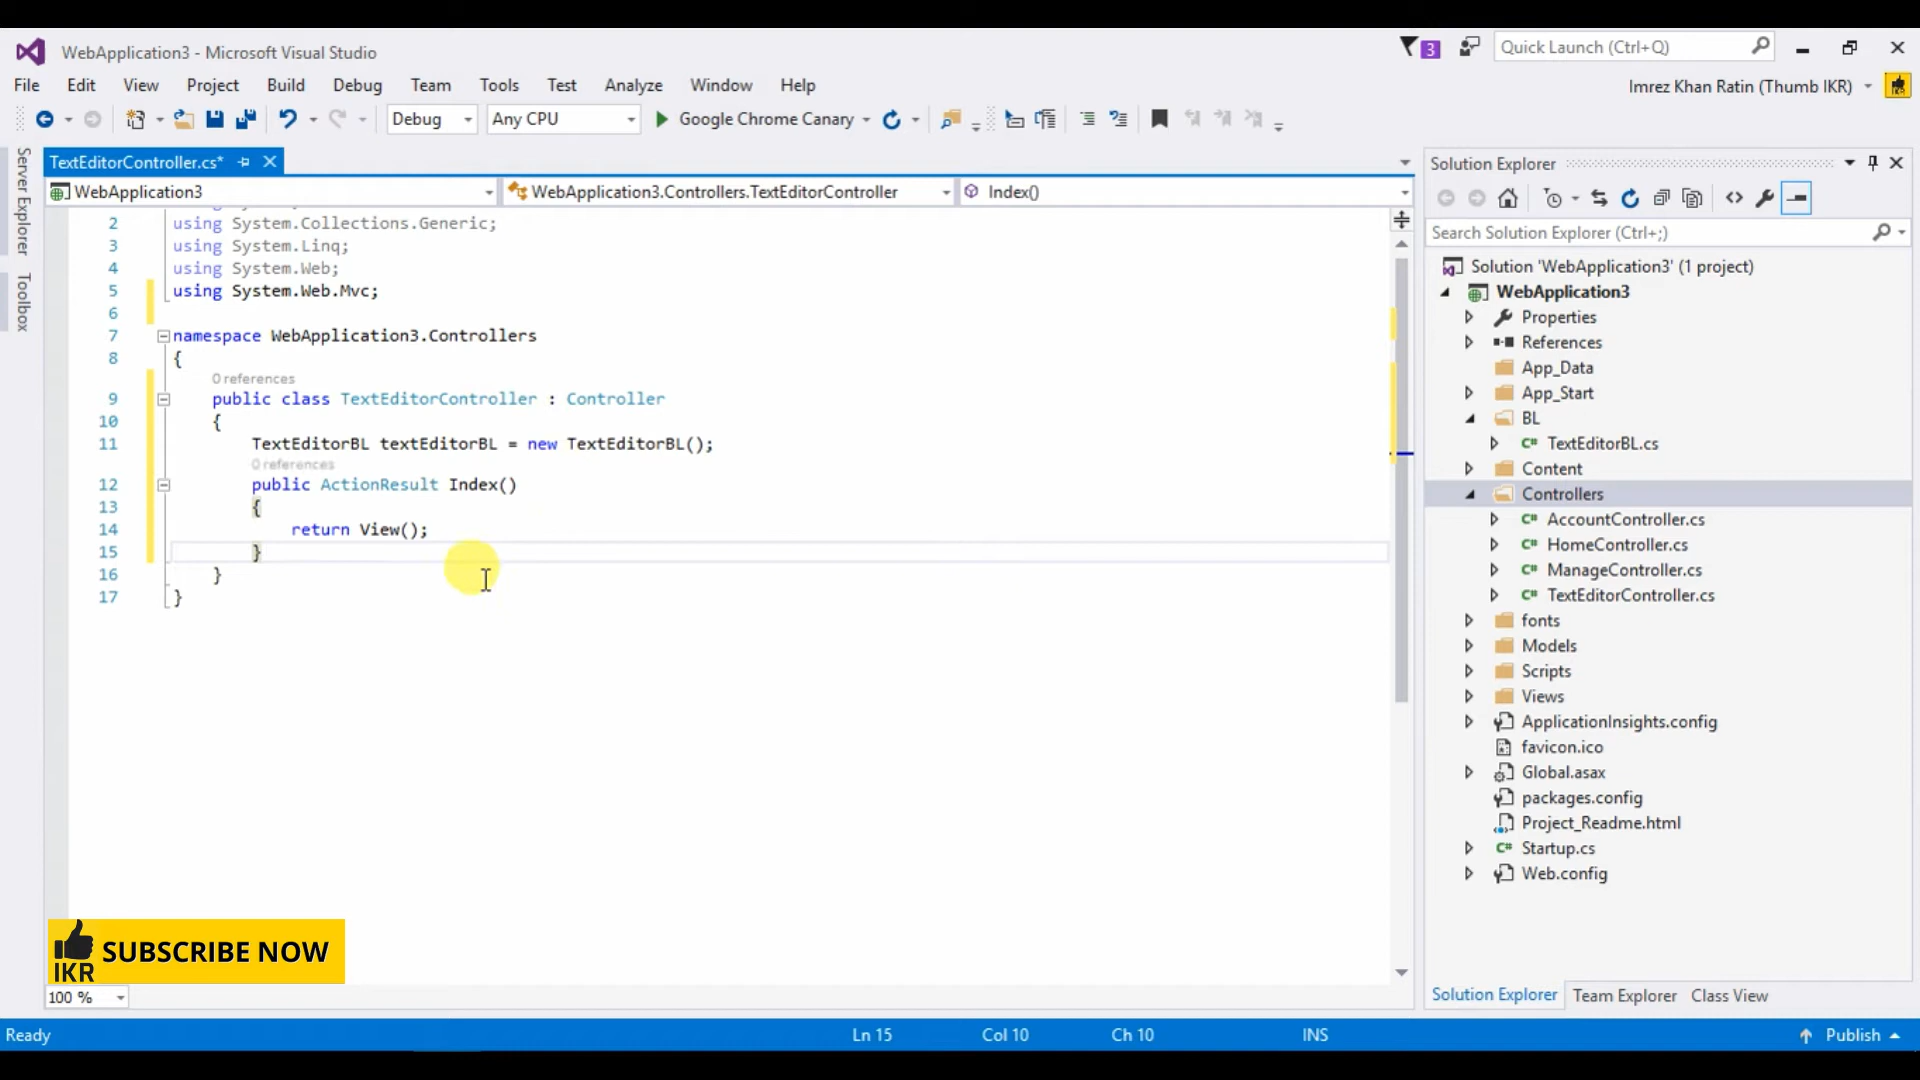 WebApplication3 - Microsoft Visual Studio
3
Quick Launch (Ctrl+Q)
File Edit View Project Build Debug Team Tools Test Analyze Window Help
Imrez Khan Ratin (Thumb IKR)
Debug
Any CPU
Google Chrome Canary
Server Explorer
Toolbox
TextEditorController.cs*
WebApplication3
WebApplication3.Controllers.TextEditorController
Index()
2 using System.Collections.Generic;
3 using System.Linq;
4 using System.Web;
5 using System.Web.Mvc;
6
7 namespace WebApplication3.Controllers
8 {
0 references
9 public class TextEditorController : Controller
10 {
11 TextEditorBL textEditorBL = new TextEditorBL();
0 references
12 public ActionResult Index()
13 {
14 return View();
15 }
16 }
17 }
IKR
SUBSCRIBE NOW
100 %
Solution Explorer
Search Solution Explorer (Ctrl+;)
Solution 'WebApplication3' (1 project)
WebApplication3
Properties
References
App_Data
App_Start
BL
C# TextEditorBL.cs
Content
Controllers
C# AccountController.cs
C# HomeController.cs
C# ManageController.cs
C# TextEditorController.cs
fonts
Models
Scripts
Views
ApplicationInsights.config
favicon.ico
Global.asax
packages.config
Project_Readme.html
C# Startup.cs
Web.config
Solution Explorer Team Explorer Class View
Ready
Ln 15
Col 10
Ch 10
INS
Publish